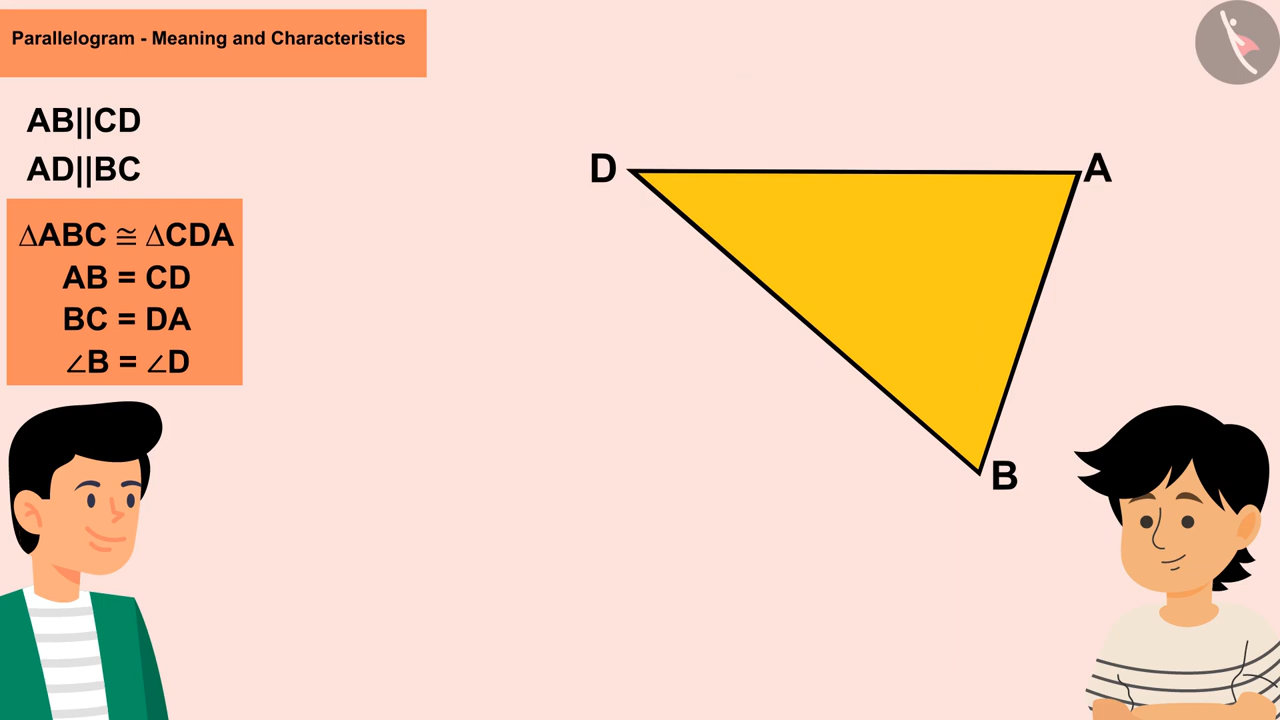 Parallelogram - Meaning and Characteristics
AB||CD
AD||BC
∆ABC ≅ ∆CDA
AB = CD
BC = DA
∠B = ∠D
D
A
B